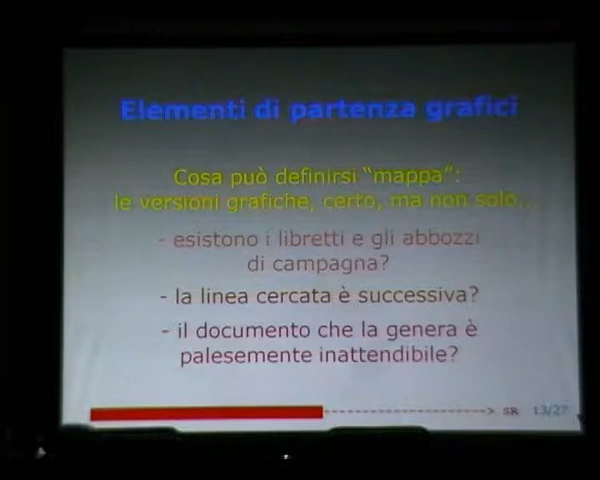 Elementi di partenza grafici
Cosa può definirsi "mappa":
le versioni grafiche, certo, ma non solo...
- esistono i libretti e gli abbozzi
di campagna?
- la linea cercata è successiva?
- il documento che la genera è
palesemente inattendibile?
SR 13/27